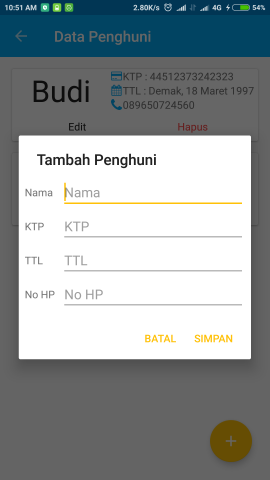 10:51 AM 2.80K/s 4G 54%
Data Penghuni
Budi
KTP : 44512373242323
TTL : Demak, 18 Maret 1997
089650724560
Edit Hapus
Tambah Penghuni
Nama Nama
KTP KTP
TTL TTL
No HP No HP
BATAL SIMPAN
+